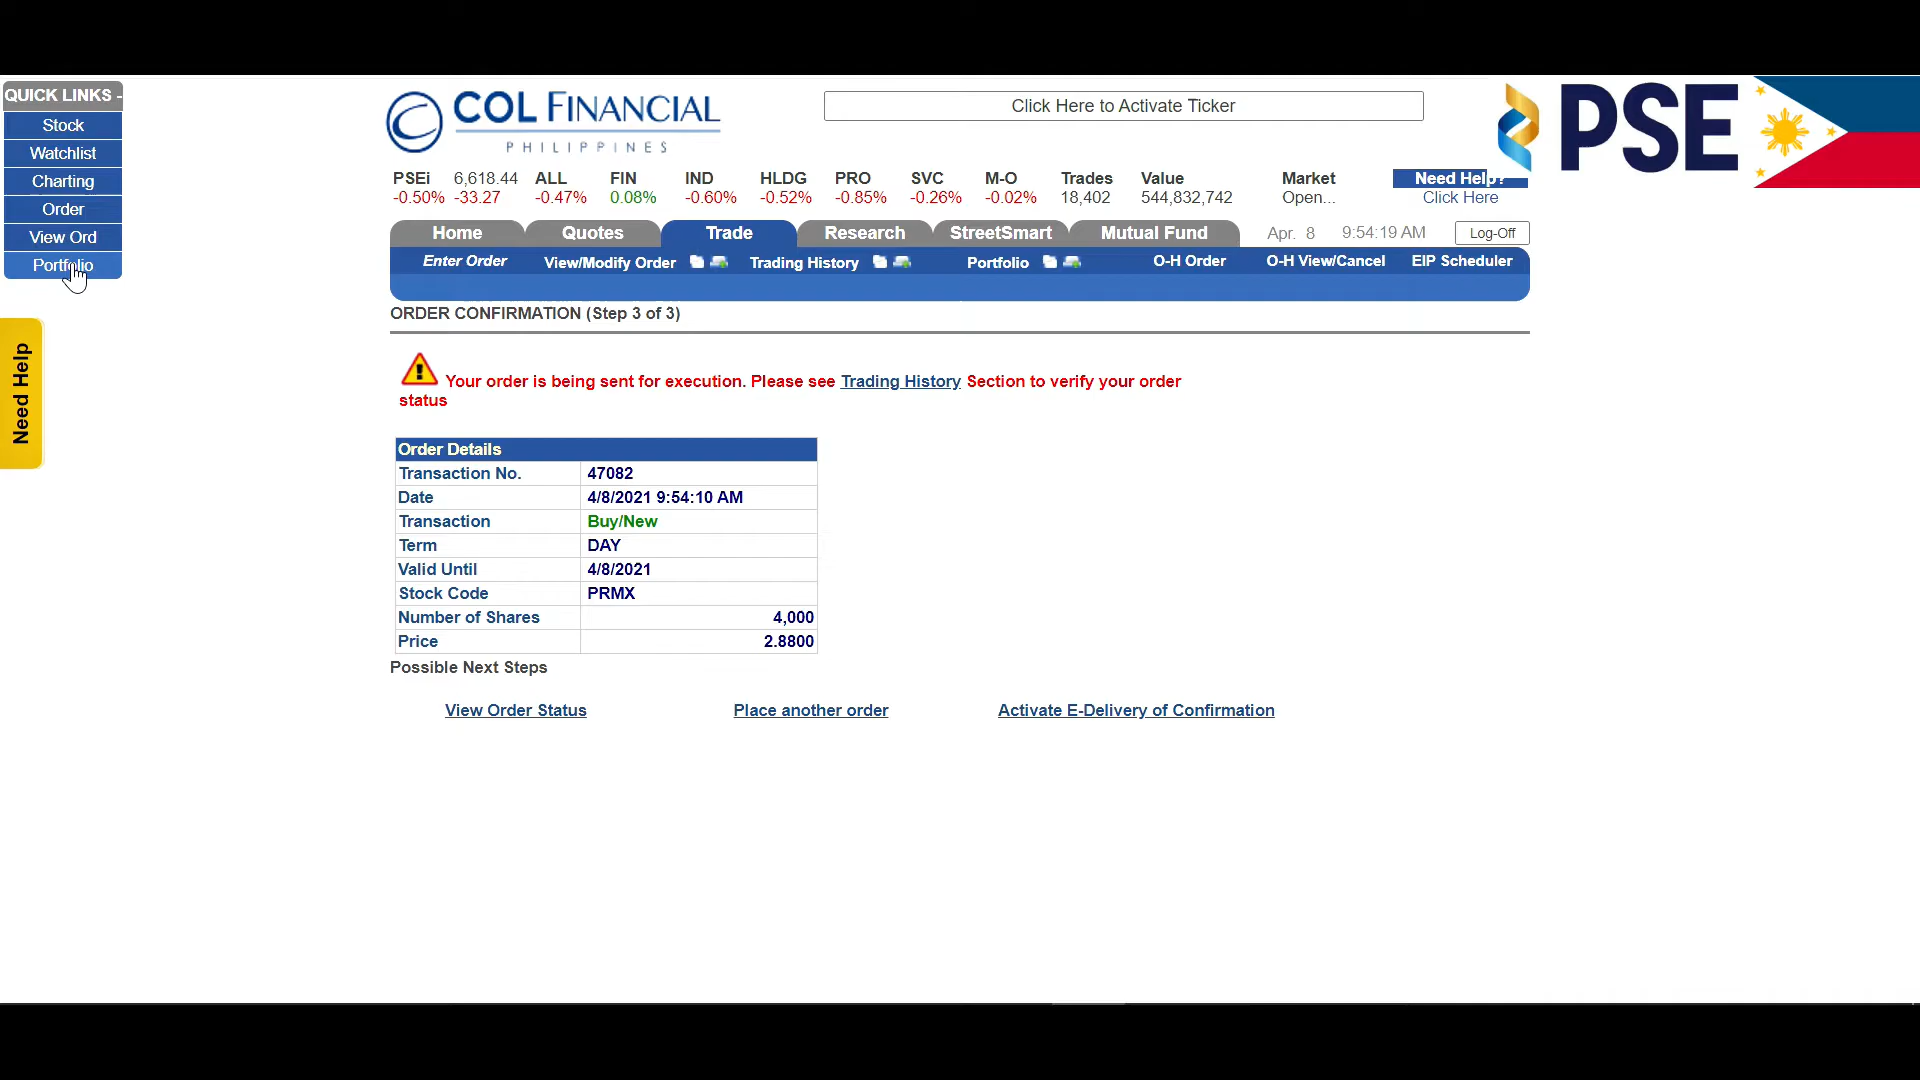 QUICK LINKS -
Stock
Watchlist
Charting
Order
View Ord
Portfolio
Need Help
COL FINANCIAL
PHILIPPINES
Click Here to Activate Ticker
PSE
PSEi 6,618.44 ALL FIN IND HLDG PRO SVC M-O Trades Value Market Need Help?
-0.50% -33.27 -0.47% 0.08% -0.60% -0.52% -0.85% -0.26% -0.02% 18,402 544,832,742 Open... Click Here
Home Quotes Trade Research StreetSmart Mutual Fund Apr. 8 9:54:19 AM Log-Off
Enter Order View/Modify Order Trading History Portfolio O-H Order O-H View/Cancel EIP Scheduler
ORDER CONFIRMATION (Step 3 of 3)
Your order is being sent for execution. Please see Trading History Section to verify your order
status
Order Details
Transaction No. 47082
Date 4/8/2021 9:54:10 AM
Transaction Buy/New
Term DAY
Valid Until 4/8/2021
Stock Code PRMX
Number of Shares 4,000
Price 2.8800
Possible Next Steps
View Order Status Place another order Activate E-Delivery of Confirmation